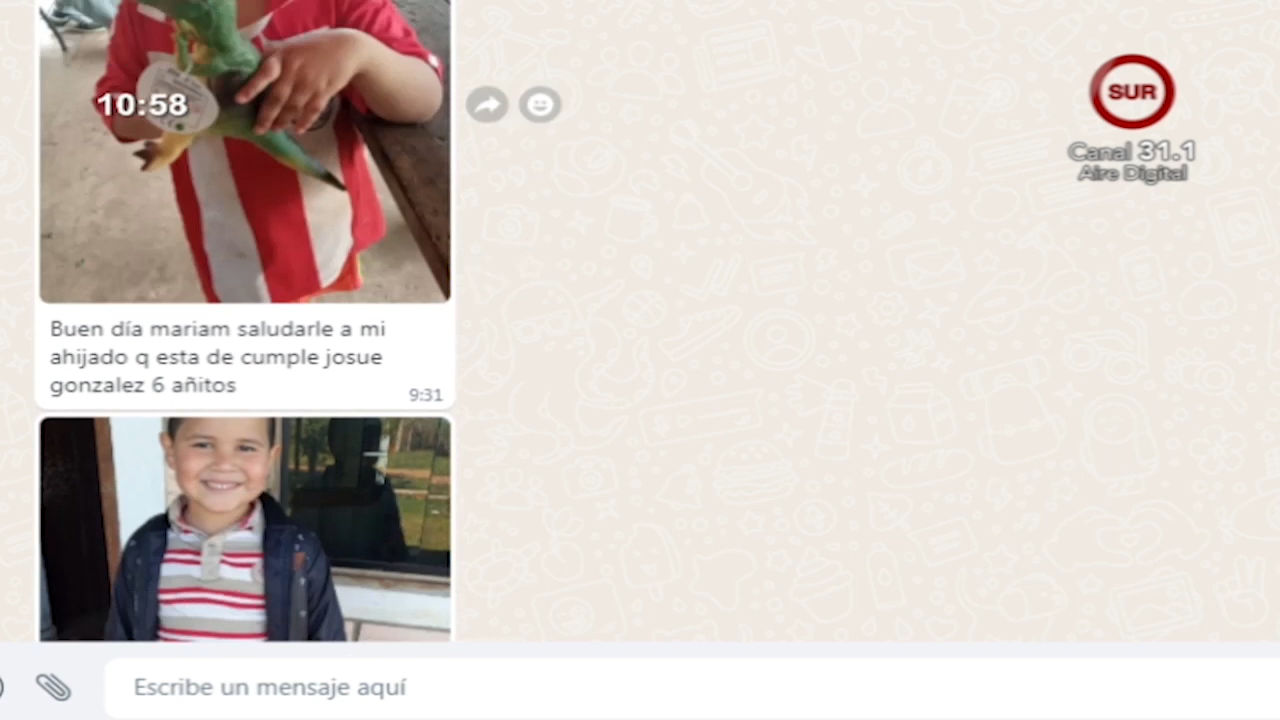 10:58
SUR
Canal 31.1
Aire Digital
Buen día mariam saludarle a mi
ahijado q esta de cumple josue
gonzalez 6 añitos
9:31
Escribe un mensaje aquí